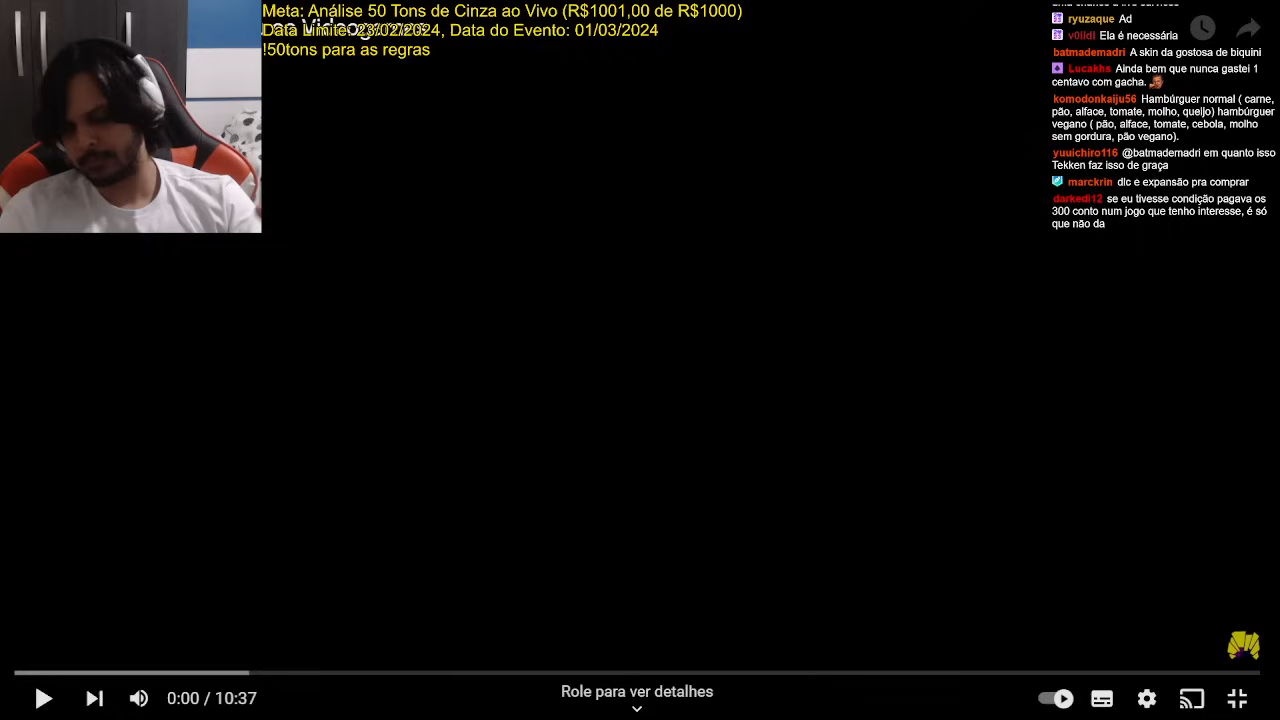 Meta: Análise 50 Tons de Cinza ao Vivo (R$1001,00 de R$1000)
Data Limite: 23/02/2024, Data do Evento: 01/03/2024
!50tons para as regras
ryuzaque Ad
v0lldl Ela é necessária
batmademadri A skin da gostosa de biquini
Lucakhs Ainda bem que nunca gastei 1
centavo com gacha.
komodonkaiju56 Hambúrguer normal ( carne,
pão, alface, tomate, molho, queijo) hambúrguer
vegano ( pão, alface, tomate, cebola, molho
sem gordura, pão vegano).
yuuichiro116 @batmademadri em quanto isso
Tekken faz isso de graça
marckrin dlc e expansão pra comprar
darkedi12 se eu tivesse condição pagava os
300 conto num jogo que tenho interesse, é só
que não da
0:00 / 10:37
Role para ver detalhes